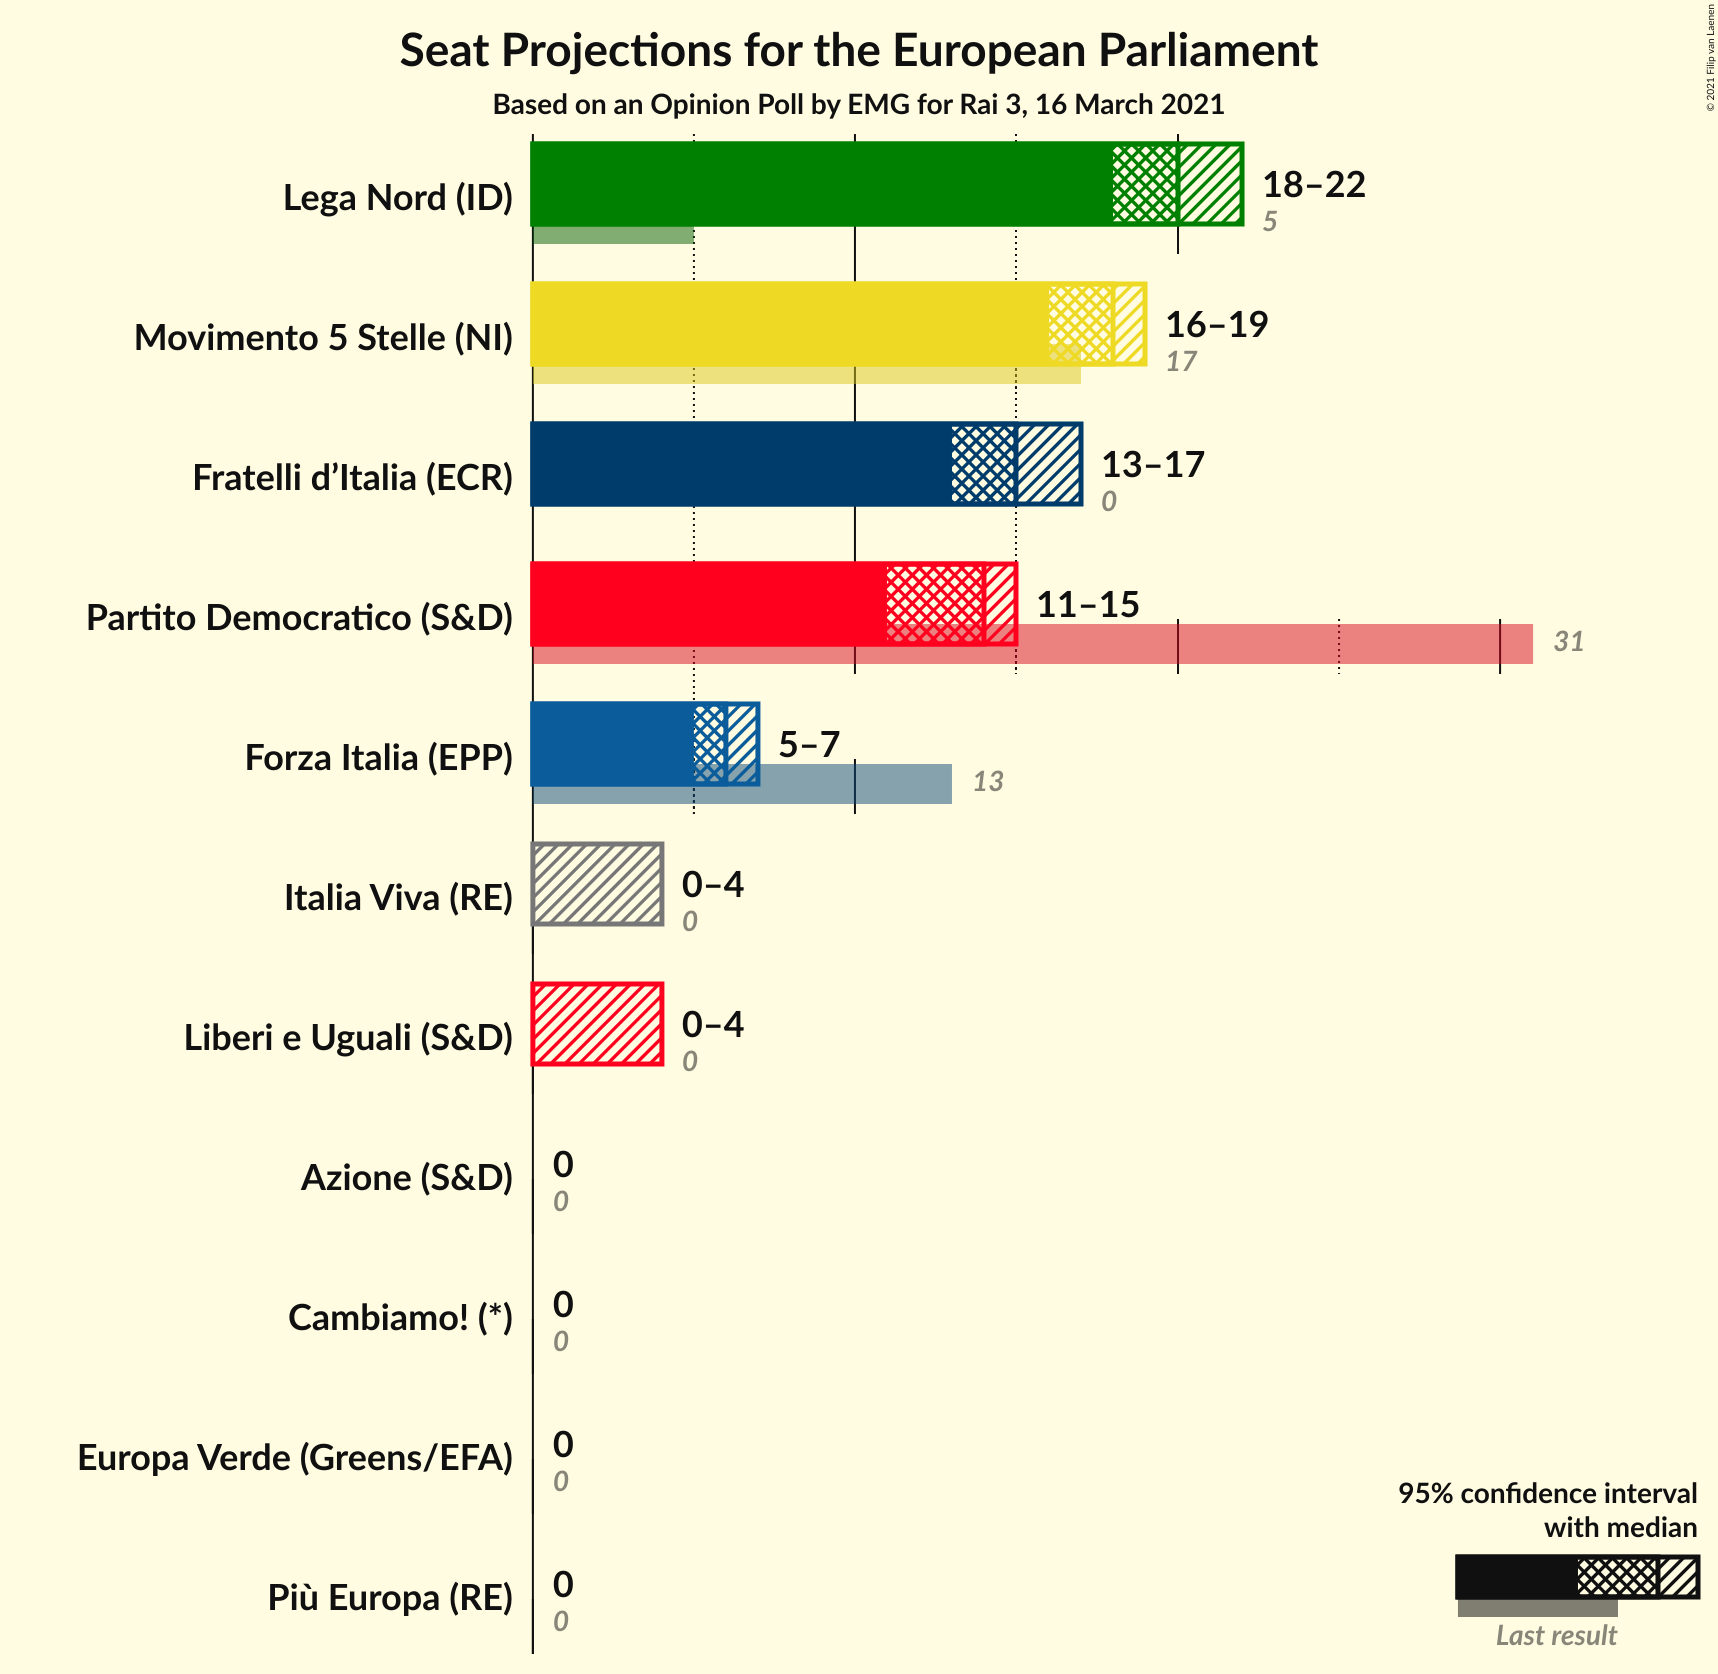 Seat Projections for the European Parliament
Based on an Opinion Poll by EMG for Rai 3, 16 March 2021
© 2021 Filip van Laenen
Lega Nord (ID)
18–22
5
Movimento 5 Stelle (NI)
16–19
17
Fratelli d’Italia (ECR)
13–17
0
Partito Democratico (S&D)
11–15
31
Forza Italia (EPP)
5–7
13
Italia Viva (RE)
0–4
0
Liberi e Uguali (S&D)
0–4
0
Azione (S&D)
0
0
Cambiamo! (*)
0
0
Europa Verde (Greens/EFA)
0
0
Più Europa (RE)
0
0
95% confidence interval
with median
Last result